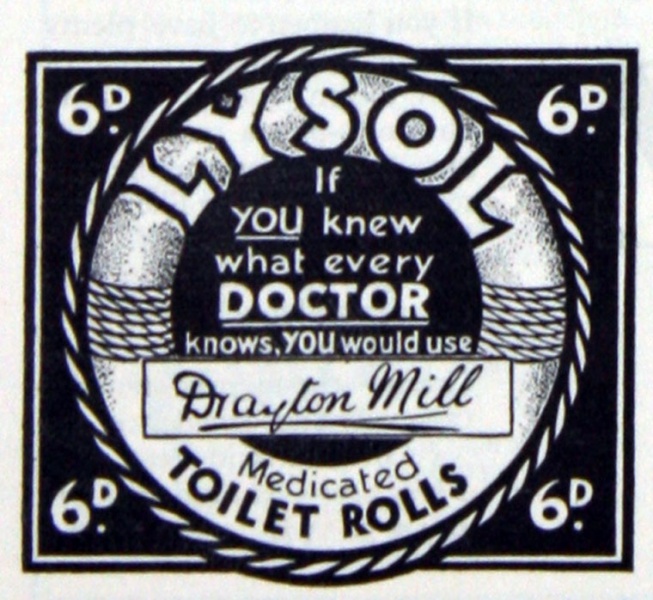 6D. 6D.
LYSOL
If
YOU knew
what every
DOCTOR
knows, YOU would use
Drayton Mill
Medicated
TOILET ROLLS
6D. 6D.